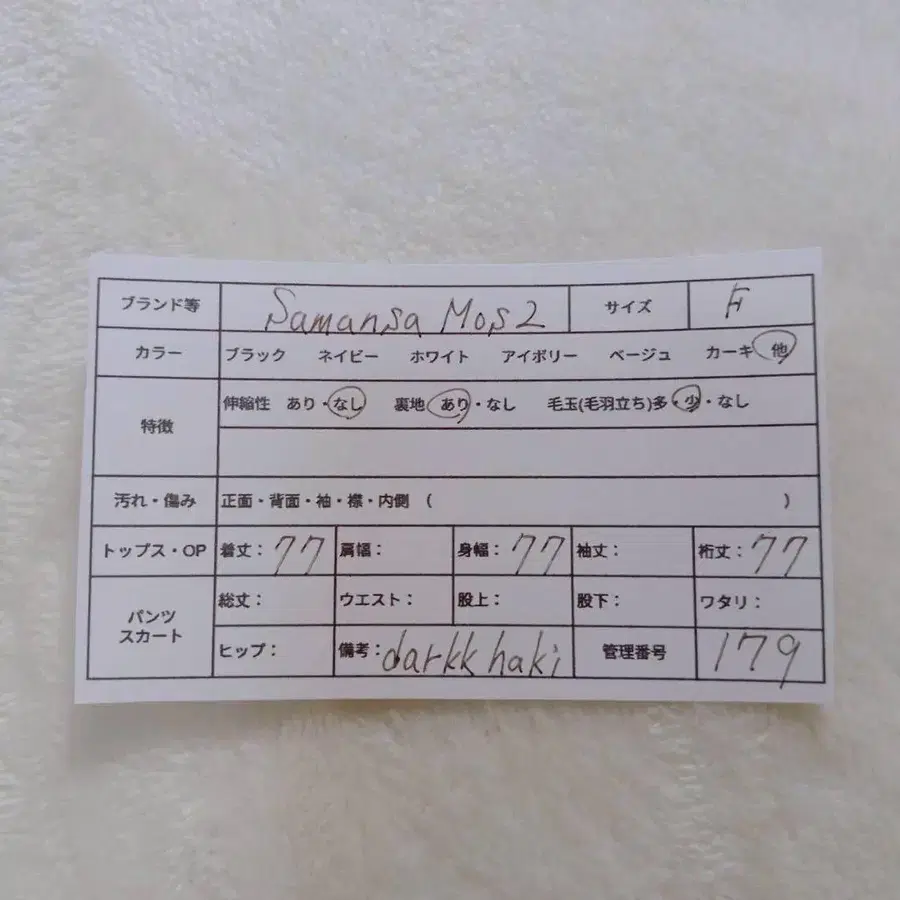 ブランド等 Samansa Mos2 サイズ F
カラー ブラック ネイビー ホワイト アイボリー ベージュ カーキ 他
特徴 伸縮性 あり・なし 裏地 あり・なし 毛玉(毛羽立ち)多・少・なし
汚れ・傷み 正面・背面・袖・襟・内側 ( )
トップス・OP 着丈: 77 肩幅: 身幅: 77 袖丈: 裄丈: 77
パンツ スカート 総丈: ウエスト: 股上: 股下: ワタリ:
ヒップ: 備考: darkk haki 管理番号 179